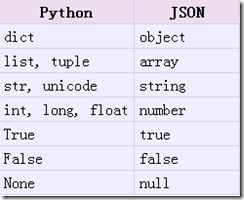 Python JSON
dict object
list, tuple array
str, unicode string
int, long, float number
True true
False false
None null